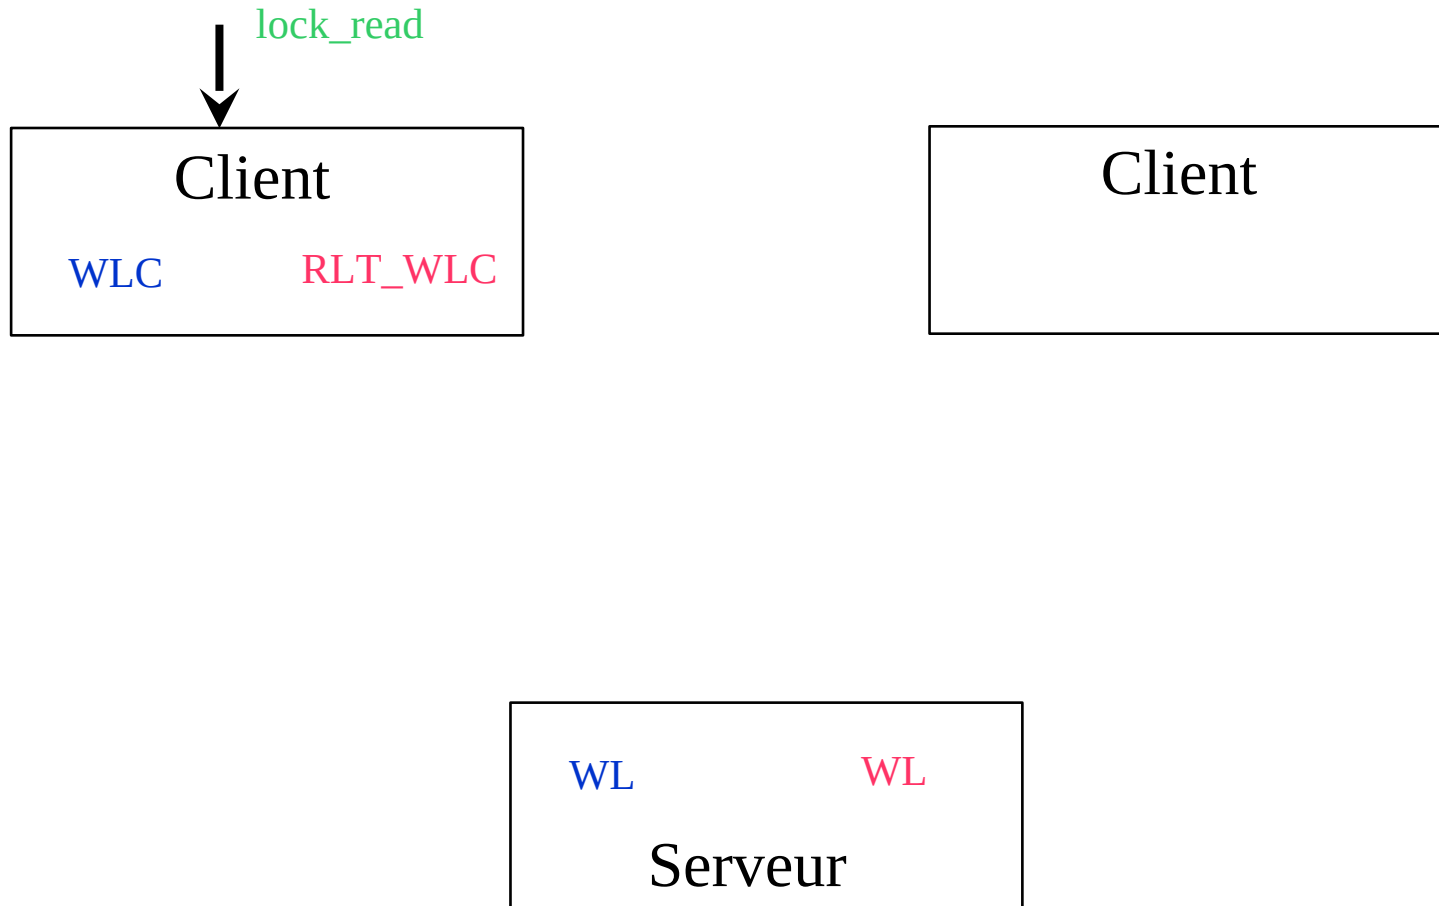 lock_read
Client
Client
WLC
RLT_WLC
WL
WL
Serveur